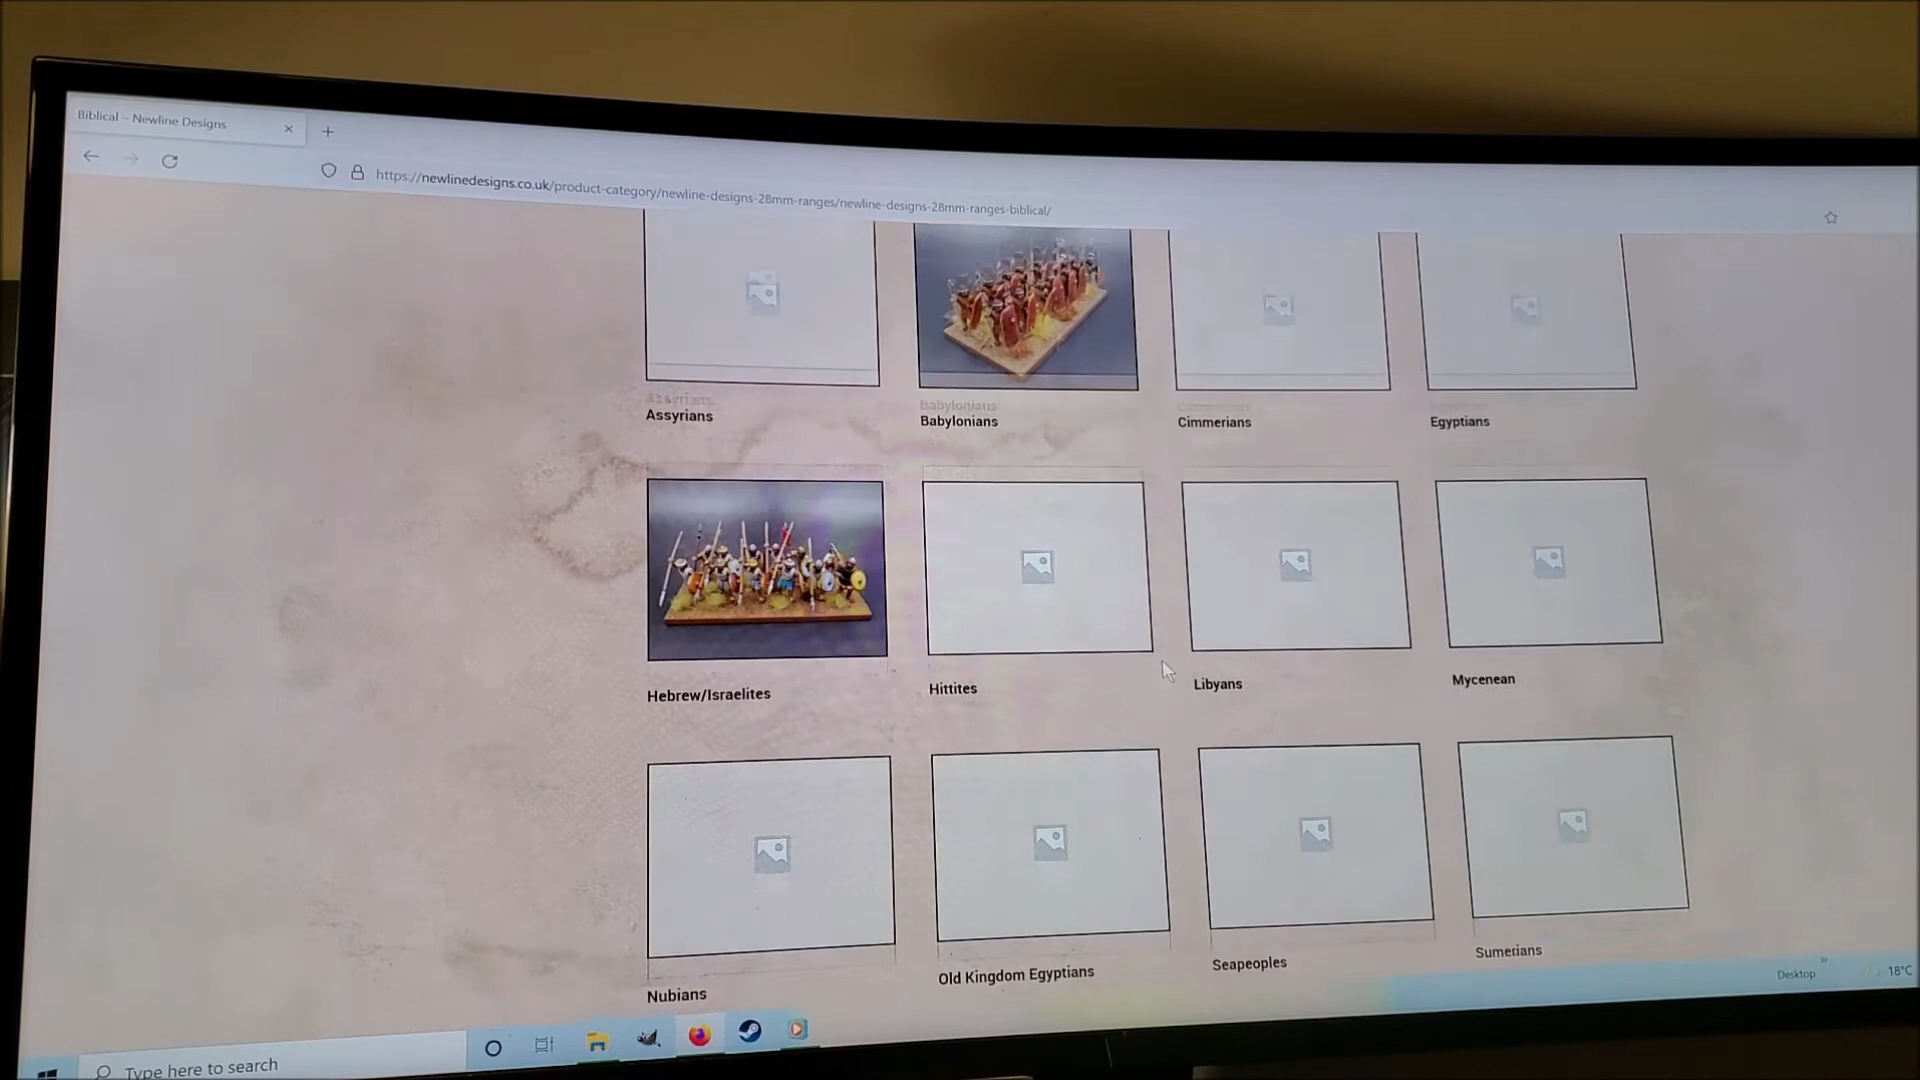 Biblical – Newline Designs
https://newlinedesigns.co.uk/product-category/newline-designs-28mm-ranges/newline-designs-28mm-ranges-biblical/
Assyrians
Babylonians
Cimmerians
Egyptians
Hebrew/Israelites
Hittites
Libyans
Mycenean
Nubians
Old Kingdom Egyptians
Seapeoples
Sumerians
Desktop
18°C
Type here to search